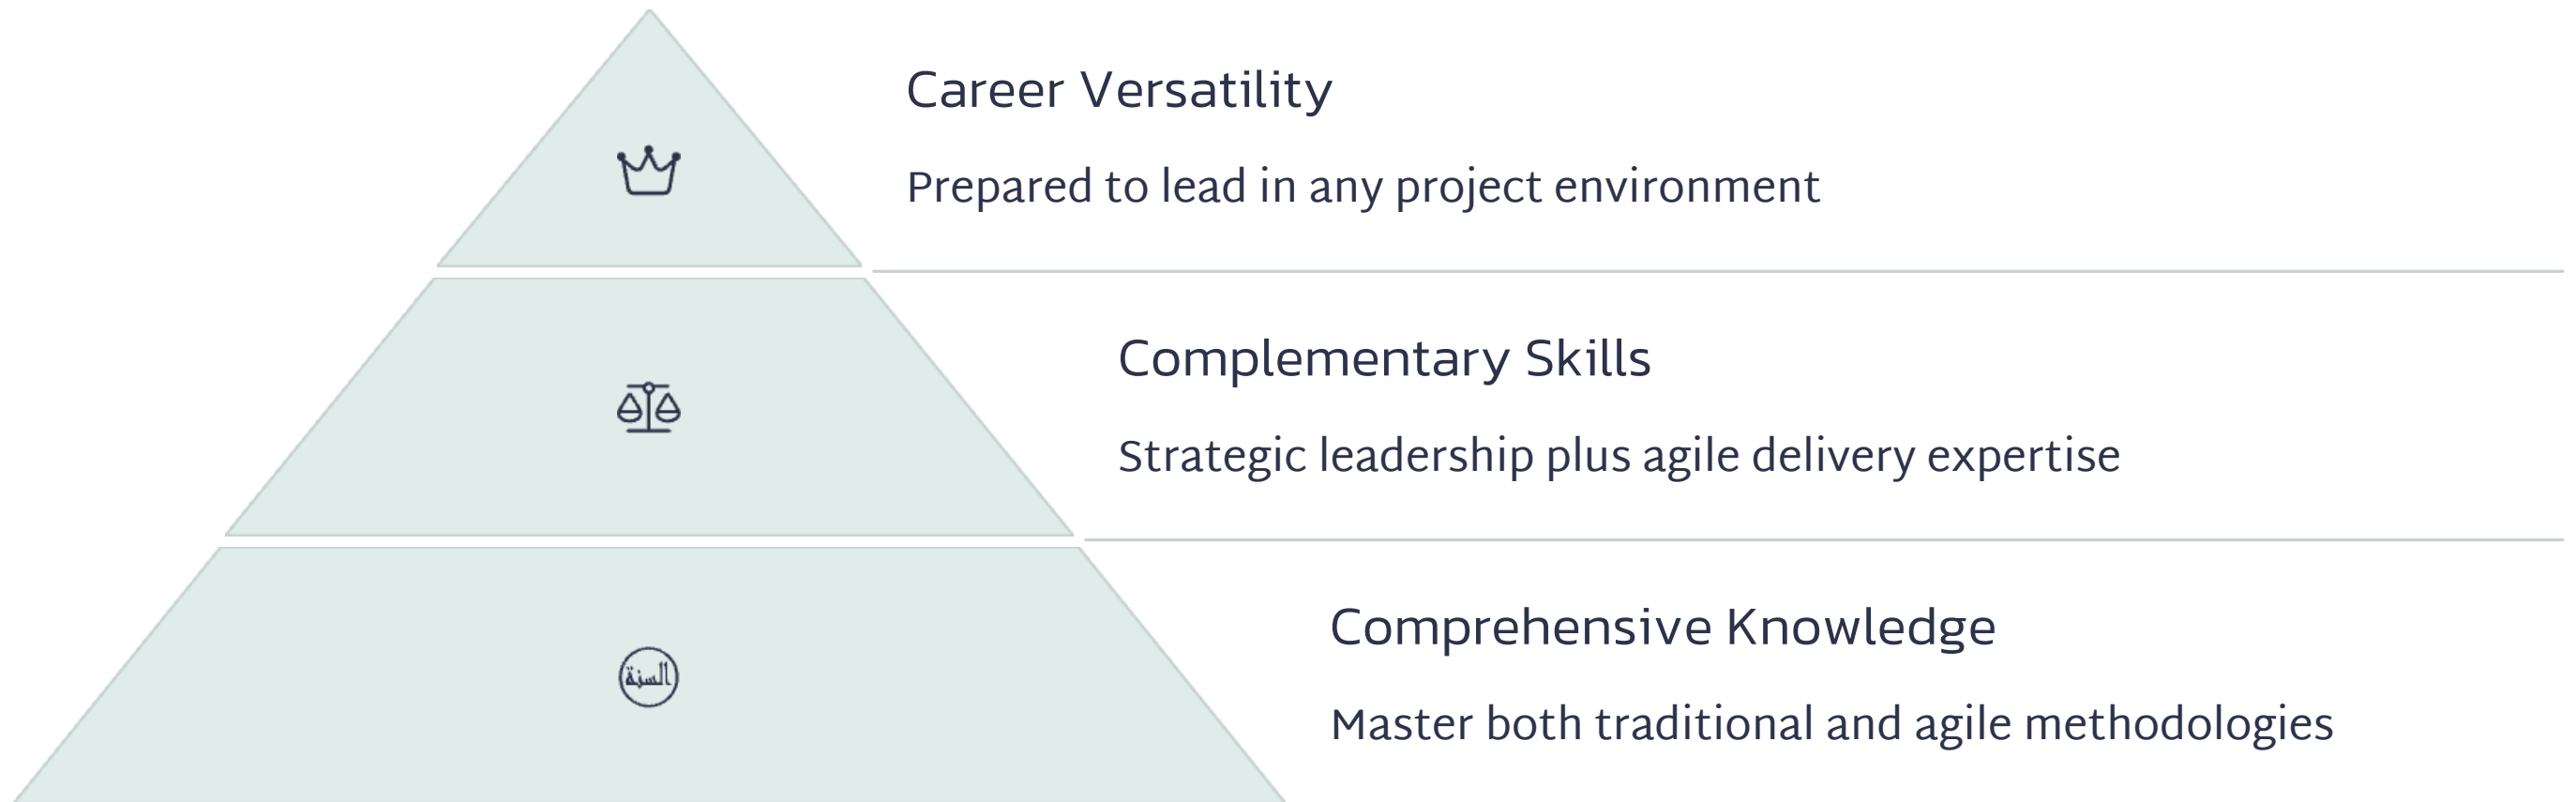 Career Versatility
Prepared to lead in any project environment
Complementary Skills
Strategic leadership plus agile delivery expertise
السنة
Comprehensive Knowledge
Master both traditional and agile methodologies